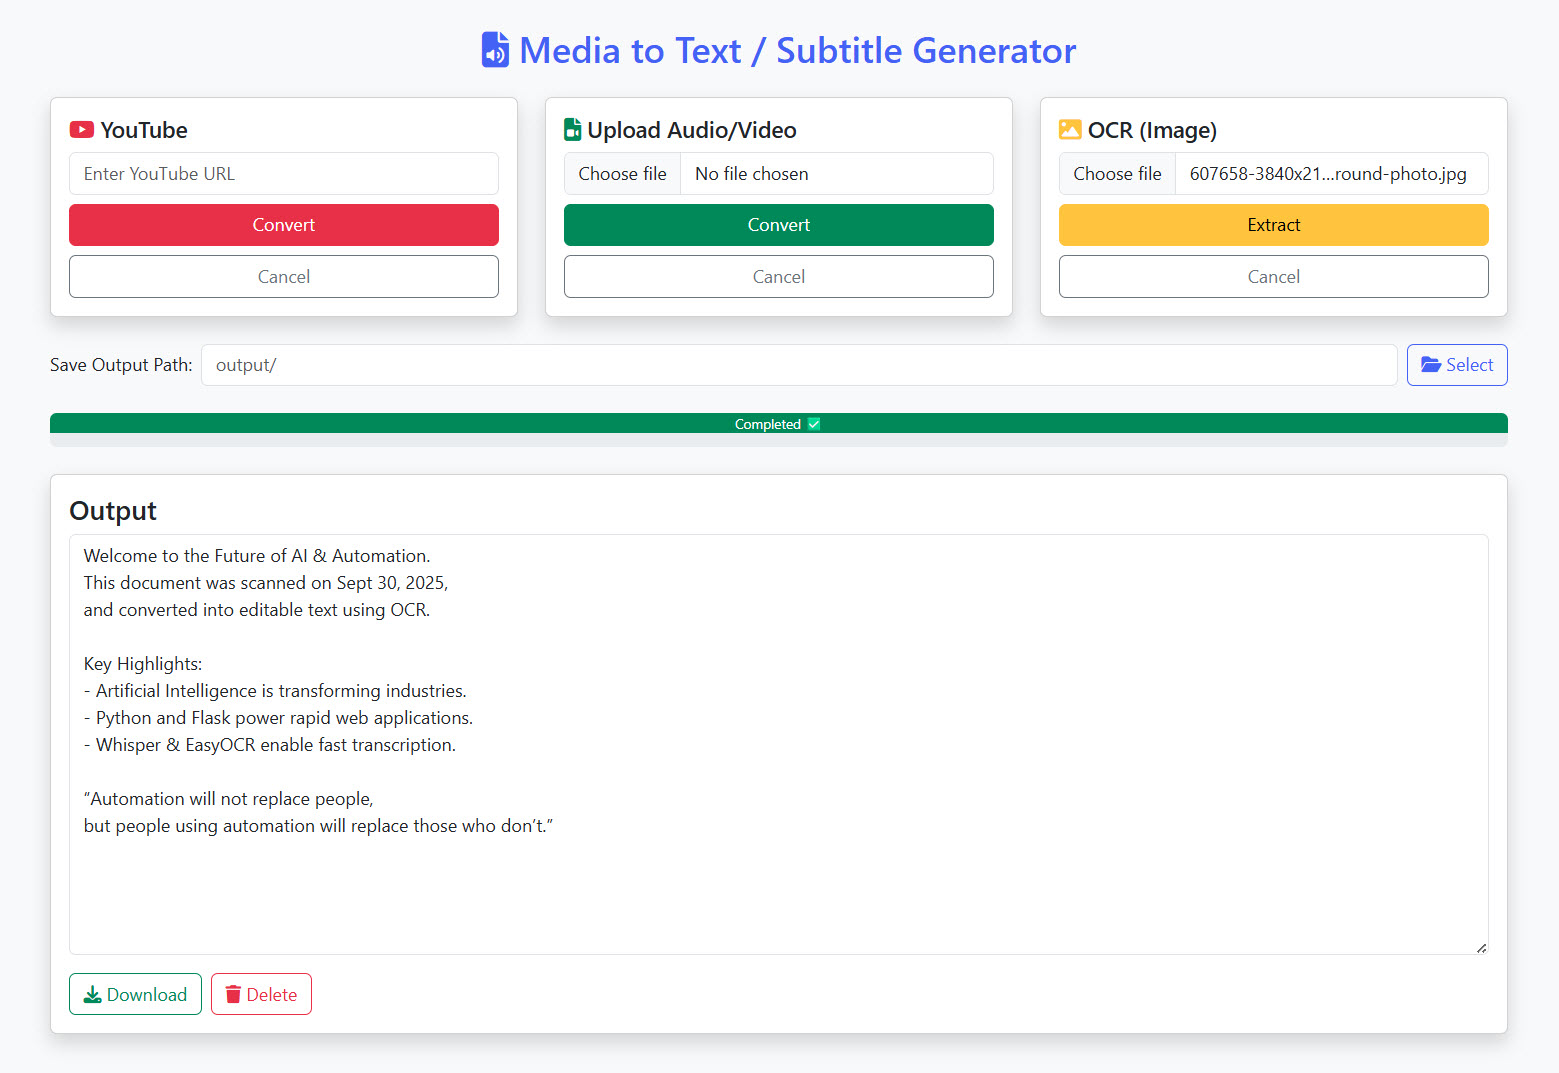 Media to Text / Subtitle Generator
YouTube
Enter YouTube URL
Convert
Cancel
Upload Audio/Video
Choose file No file chosen
Convert
Cancel
OCR (Image)
Choose file 607658-3840x21...round-photo.jpg
Extract
Cancel
Save Output Path: output/ Select
Completed ✅
Output
Welcome to the Future of AI & Automation.
This document was scanned on Sept 30, 2025,
and converted into editable text using OCR.
Key Highlights:
- Artificial Intelligence is transforming industries.
- Python and Flask power rapid web applications.
- Whisper & EasyOCR enable fast transcription.
“Automation will not replace people,
but people using automation will replace those who don’t.”
Download Delete